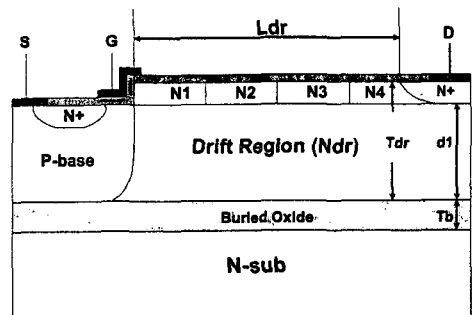 Ldr
S
G
D
N+
N1
N2
N3
N4
N+
P-base
Drift Region (Ndr)
Tdr
d1
Buried Oxide
Tb
N-sub